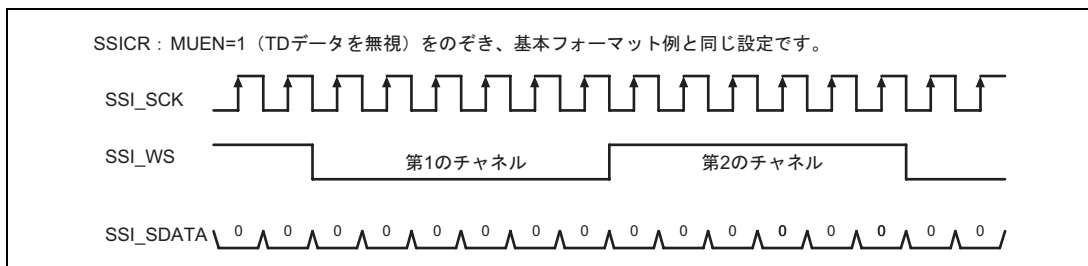 SSICR：MUEN=1（TDデータを無視）をのぞき、基本フォーマット例と同じ設定です。
SSI_SCK
SSI_WS 第1のチャネル 第2のチャネル
SSI_SDATA 0 0 0 0 0 0 0 0 0 0 0 0 0 0 0 0